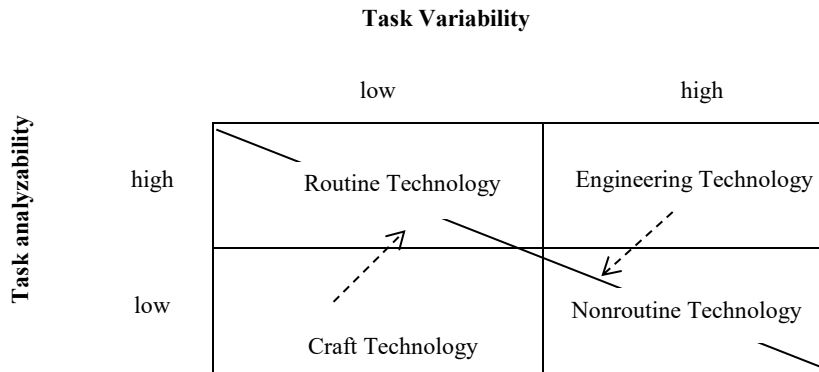 Task Variability
low
high
Task analyzability
high
Routine Technology
Engineering Technology
low
Nonroutine Technology
Craft Technology